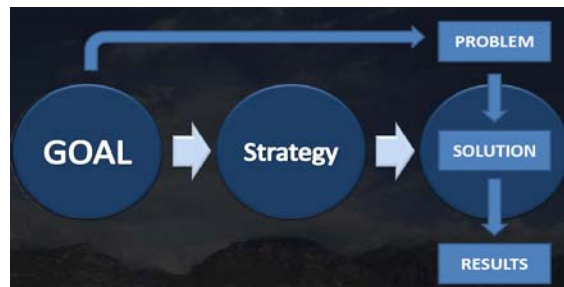 PROBLEM
GOAL
Strategy
SOLUTION
RESULTS